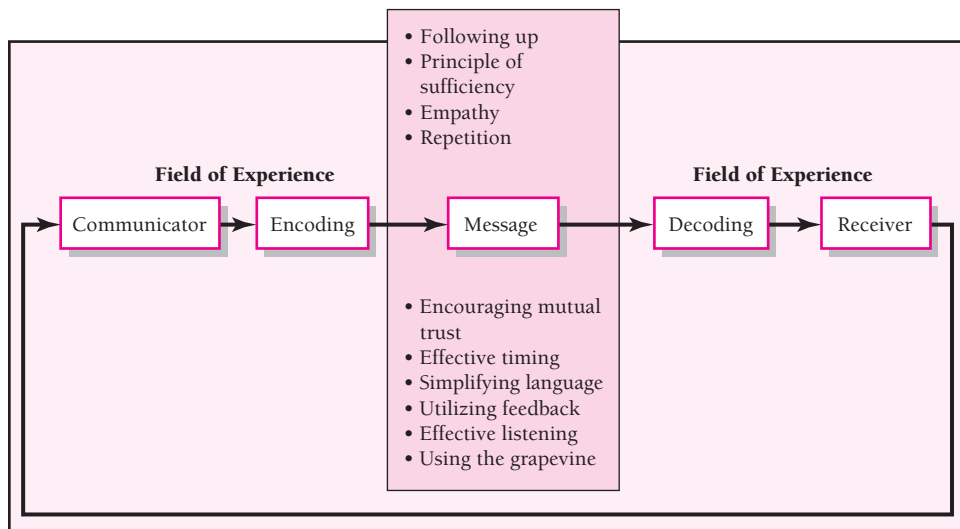 • Following up
• Principle of
sufficiency
• Empathy
• Repetition
Field of Experience
Field of Experience
Communicator
Encoding
Message
Decoding
Receiver
• Encouraging mutual
trust
• Effective timing
• Simplifying language
• Utilizing feedback
• Effective listening
• Using the grapevine